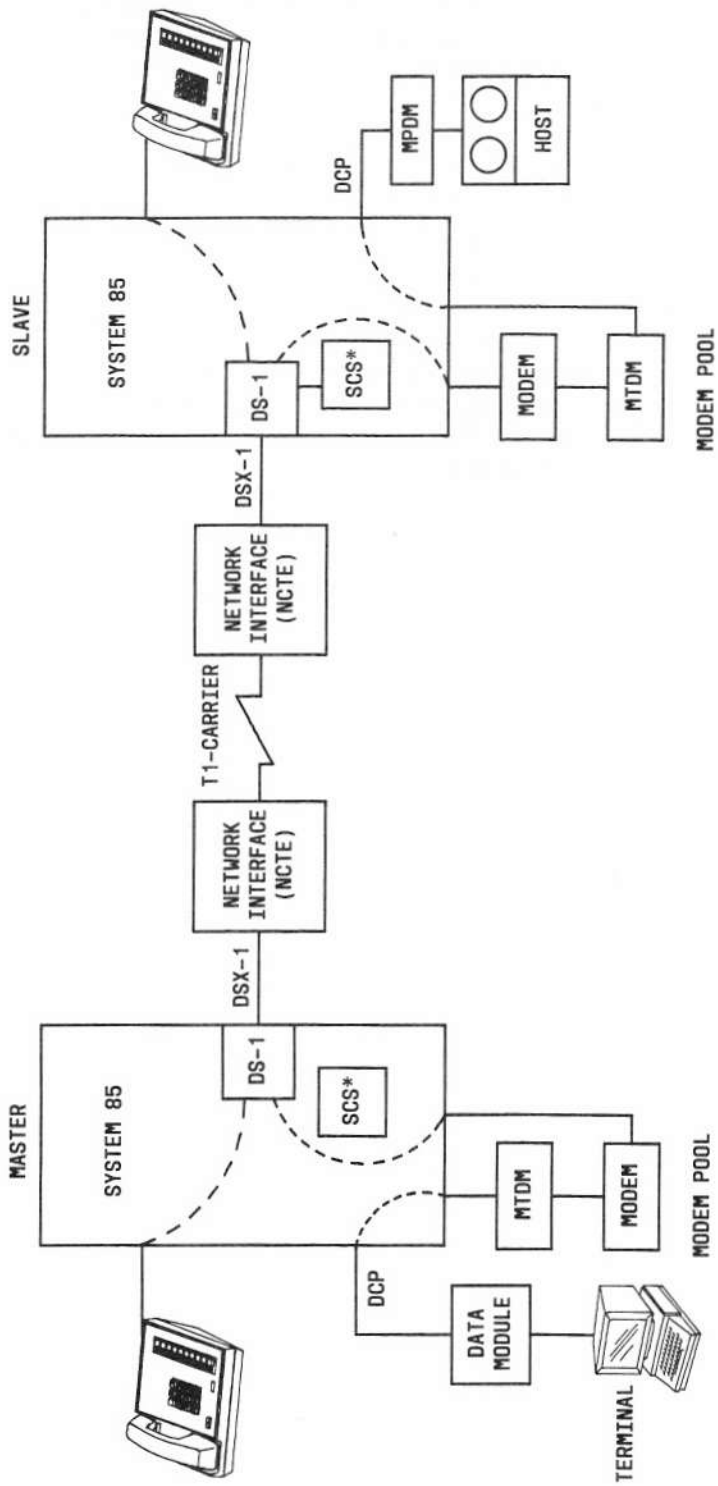 MASTER
SYSTEM 85
DS-1
SCS*
DCP
DATA
MODULE
TERMINAL
MTDM
MODEM
MODEM POOL
DSX-1
NETWORK
INTERFACE
(NCTE)
T1-CARRIER
NETWORK
INTERFACE
(NCTE)
DSX-1
SLAVE
SYSTEM 85
DS-1
SCS*
MODEM
MTDM
MODEM POOL
DCP
MPDM
HOST